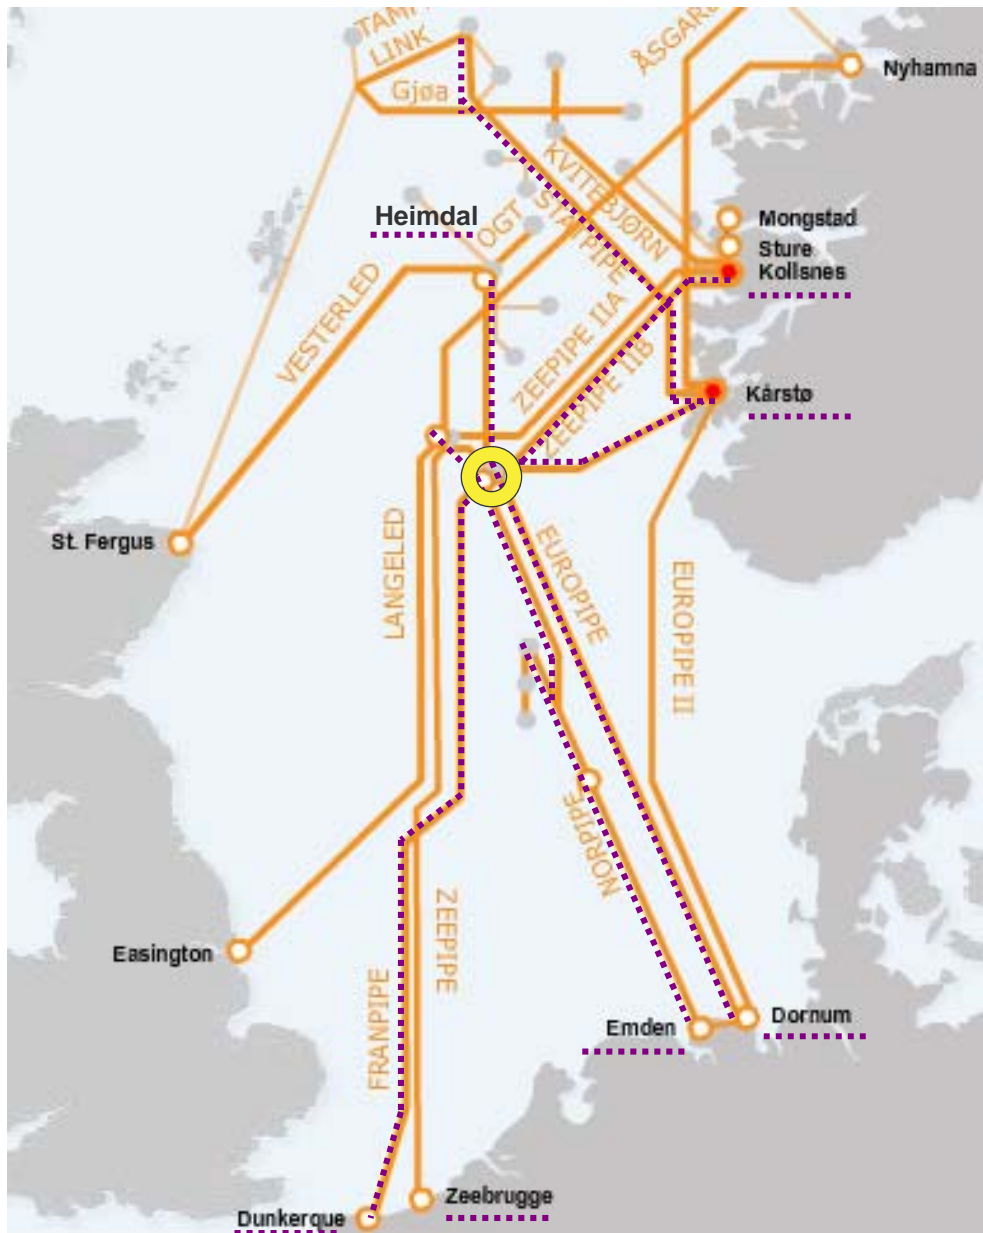 TAMP
LINK
Gjøa
ÅSGARD
Nyhamna
KVITEBJØRN
STATPIPE
Heimdal
OGT
Mongstad
Sture
Kollsnes
VESTERLED
ZEEPIPE IIA
ZEEPIPE IIB
Kårstø
St. Fergus
LANGELED
EUROPIPE
EUROPIPE II
NORPIPE
Easington
ZEEPIPE
FRANPIPE
Emden
Dornum
Zeebrugge
Dunkerque